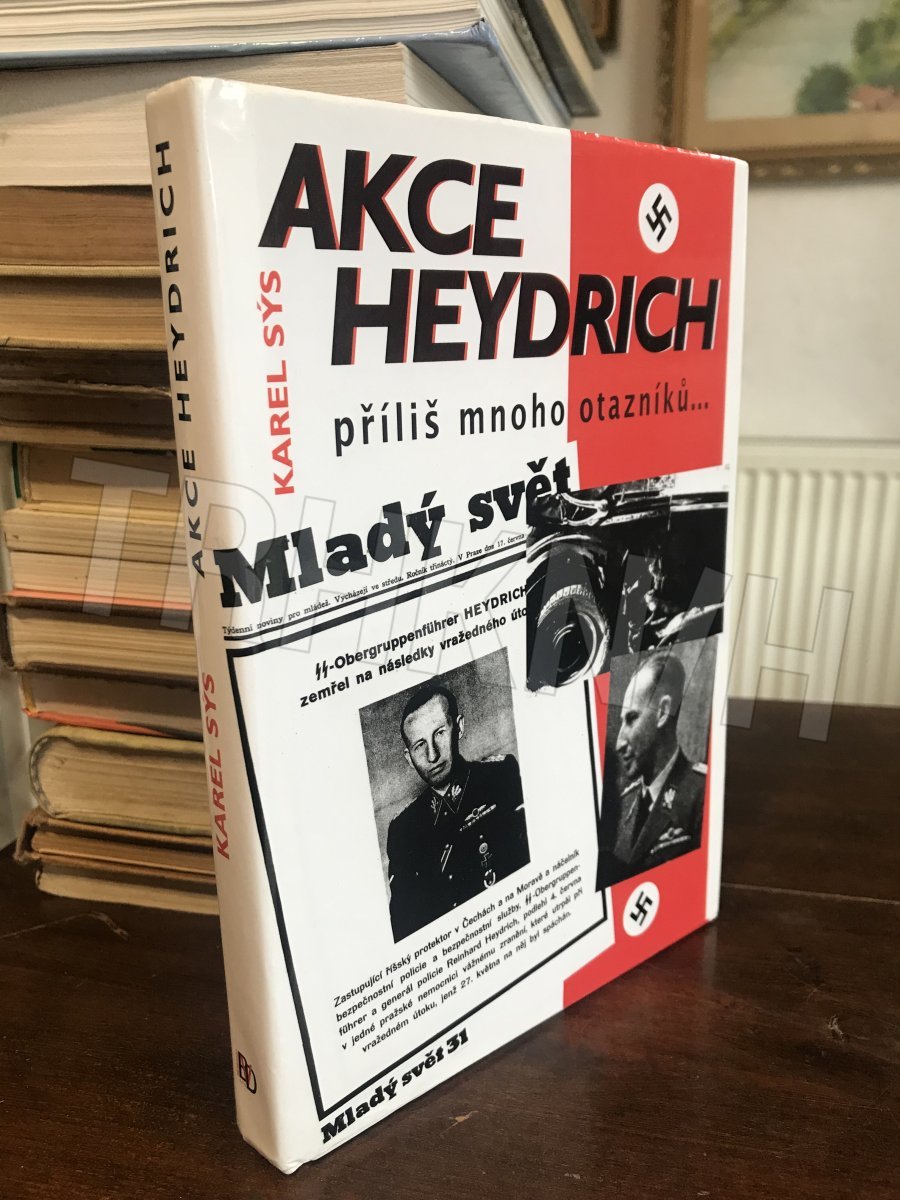 AKCE
HEYDRICH
KAREL SÝS
příliš mnoho otazníků...
Mladý svět
Týdenní noviny pro mládež. Vycházejí ve středu. Ročník třináctý. V Praze dne 17. června
SS-Obergruppenführer HEYDRICH
zemřel na následky vražedného úto
Zastupující říšský protektor v Čechách a na Moravě a náčelník
bezpečnostní policie a bezpečnostní služby, SS-Obergruppen-
führer a generál policie Reinhard Heydrich, podlehl 4. června
v jedné pražské nemocnici vážnému zranění, které utrpěl při
vražedném útoku, jenž 27. května na něj byl spáchán.
Mladý svět 31
AKCE HEYDRICH
KAREL SÝS
BVD
TRHKNIH